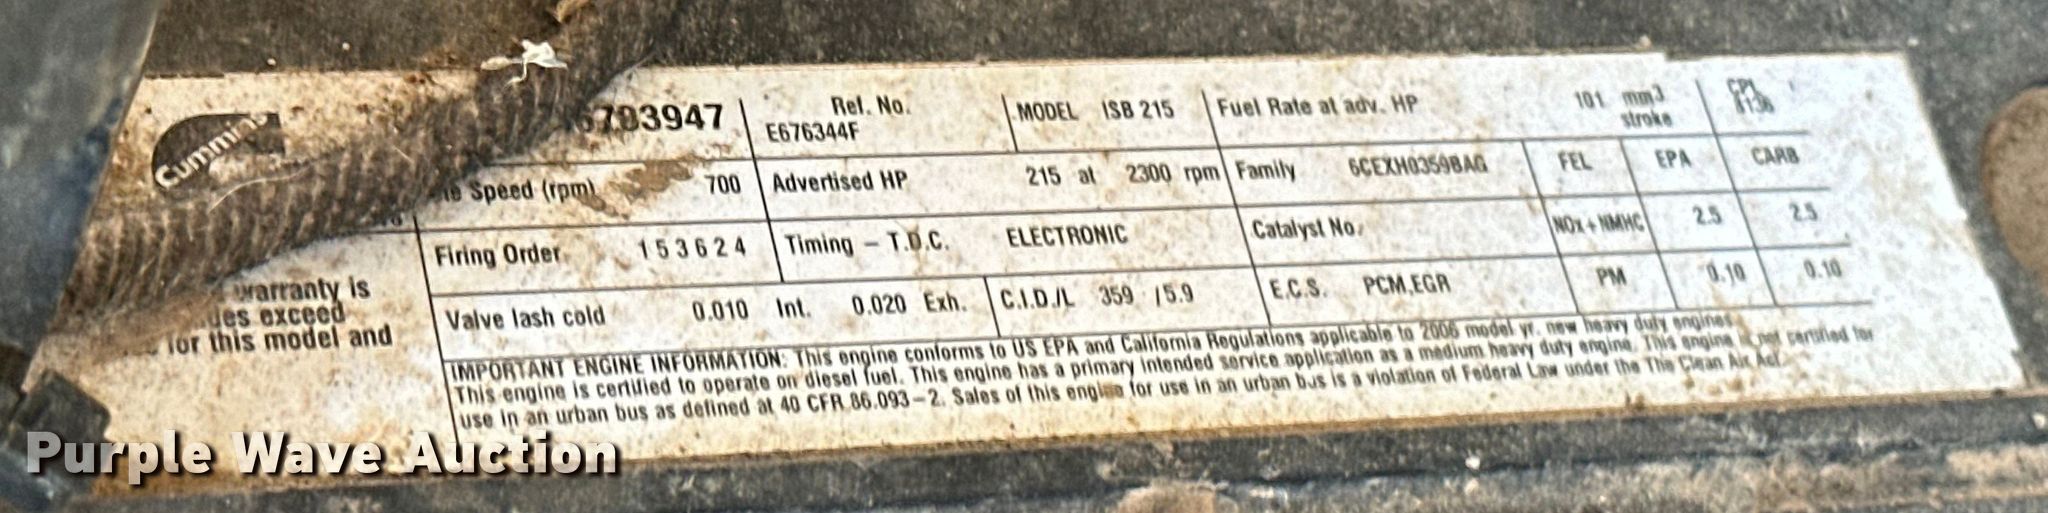 Cummins
6703947
Ref. No.
E676344F
MODEL ISB 215
Fuel Rate at adv. HP 101 mm3
stroke
CPL
8136
Speed (rpm) 700
Advertised HP 215 at 2300 rpm
Family 6CEXH0359BAG
FEL EPA CARB
Firing Order 1 5 3 6 2 4
Timing – T.D.C. ELECTRONIC
Catalyst No.
NOx+NMHC 2.5 2.5
Valve lash cold 0.010 Int. 0.020 Exh.
C.I.D./L 359 /5.9
E.C.S. PCM,EGR
PM 0.10 0.10
warranty is
exceed
for this model and
IMPORTANT ENGINE INFORMATION: This engine conforms to US EPA and California Regulations applicable to 2006 model yr. new heavy duty engines.
This engine is certified to operate on diesel fuel. This engine has a primary intended service application as a medium heavy duty engine. This engine is not certified for
use in an urban bus as defined at 40 CFR 86.093–2. Sales of this engine for use in an urban bus is a violation of Federal Law under the The Clean Air Act.
Purple Wave Auction